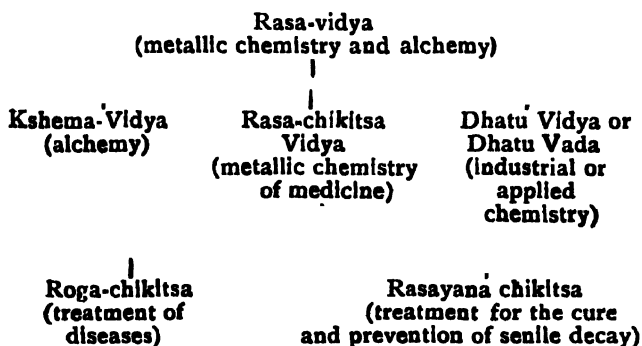 Rasa-vidya
(metallic chemistry and alchemy)
Kshema-Vidya
(alchemy)
Rasa-chikitsa
Vidya
(metallic chemistry
of medicine)
Dhatu Vidya or
Dhatu Vada
(industrial or
applied
chemistry)
Roga-chikitsa
(treatment of
diseases)
Rasayana chikitsa
(treatment for the cure
and prevention of senile decay)